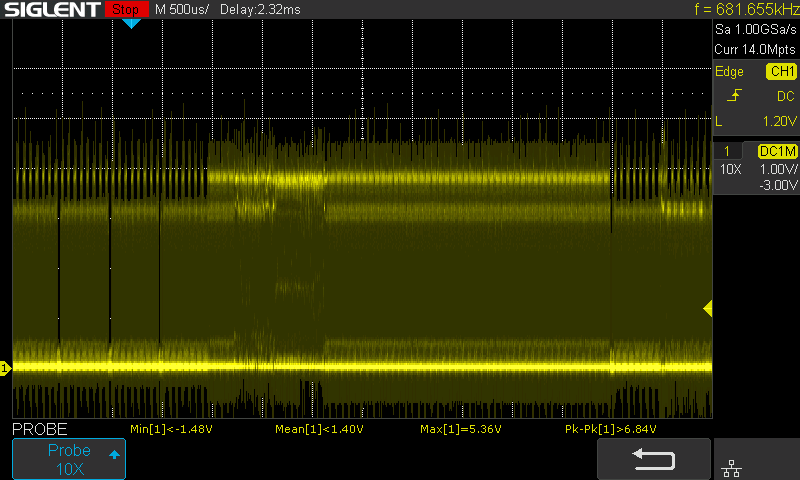 SIGLENT Stop M 500us/ Delay:2.32ms f = 681.655kHz
Sa 1.00GSa/s
Curr 14.0Mpts
Edge CH1
DC
L 1.20V
1 DC1M
10X 1.00V/
-3.00V
1
PROBE Min[1]<-1.48V Mean[1]<1.40V Max[1]=5.36V Pk-Pk[1]>6.84V
Probe
10X